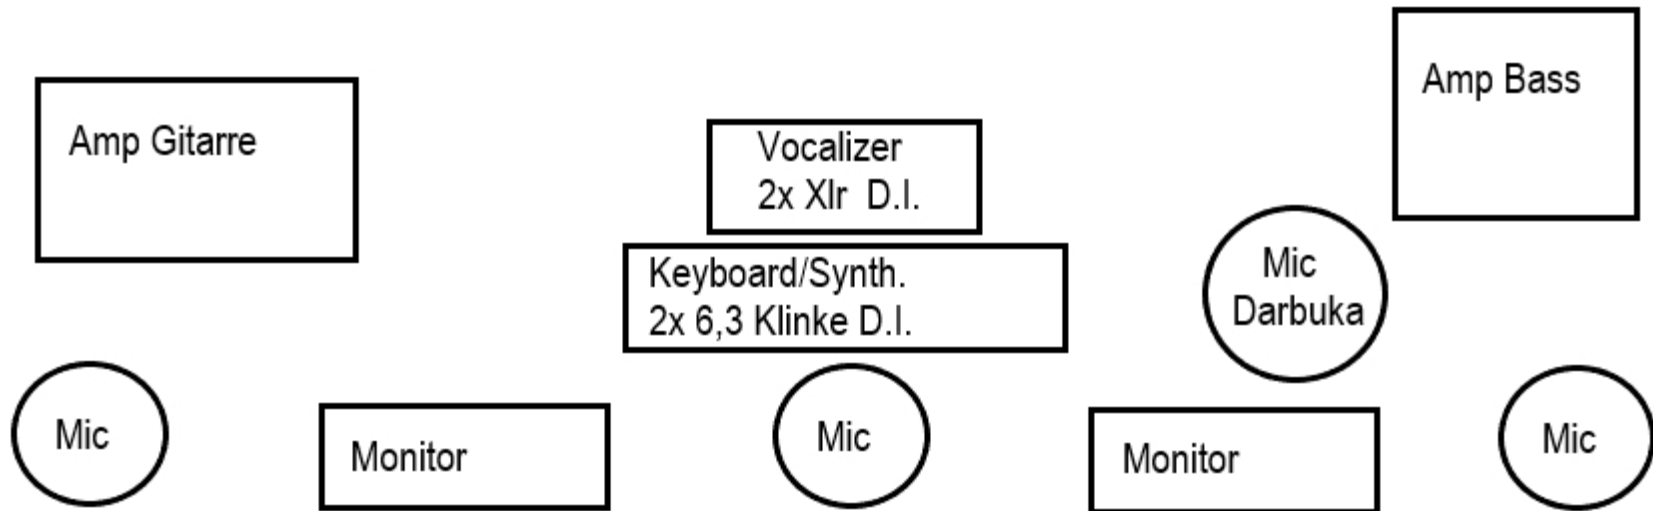 Amp Bass
Amp Gitarre
Vocalizer
2x Xlr D.I.
Keyboard/Synth.
2x 6,3 Klinke D.I.
Mic
Darbuka
Mic
Monitor
Mic
Monitor
Mic